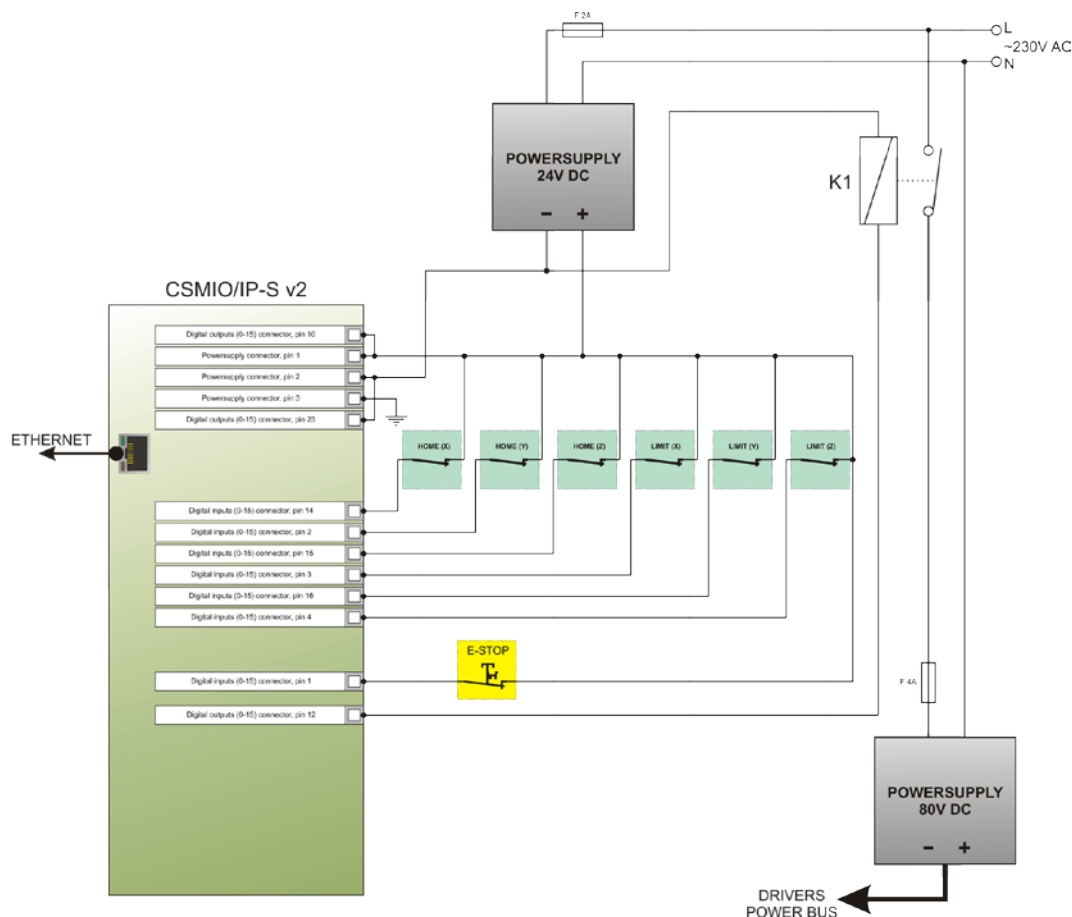 F 2A
L
~230V AC
N
POWERSUPPLY
24V DC
- +
K1
CSMIO/IP-S v2
Digital outputs (0-15) connector, pin 10
Powersupply connector, pin 1
Powersupply connector, pin 2
Powersupply connector, pin 3
Digital outputs (0-15) connector, pin 23
ETHERNET
HOME (X)
HOME (Y)
HOME (Z)
LIMIT (X)
LIMIT (Y)
LIMIT (Z)
Digital inputs (0-15) connector, pin 14
Digital inputs (0-15) connector, pin 2
Digital inputs (0-15) connector, pin 15
Digital inputs (0-15) connector, pin 3
Digital inputs (0-15) connector, pin 16
Digital inputs (0-15) connector, pin 4
E-STOP
Digital inputs (0-15) connector, pin 1
Digital outputs (0-15) connector, pin 12
F 4A
POWERSUPPLY
80V DC
- +
DRIVERS
POWER BUS